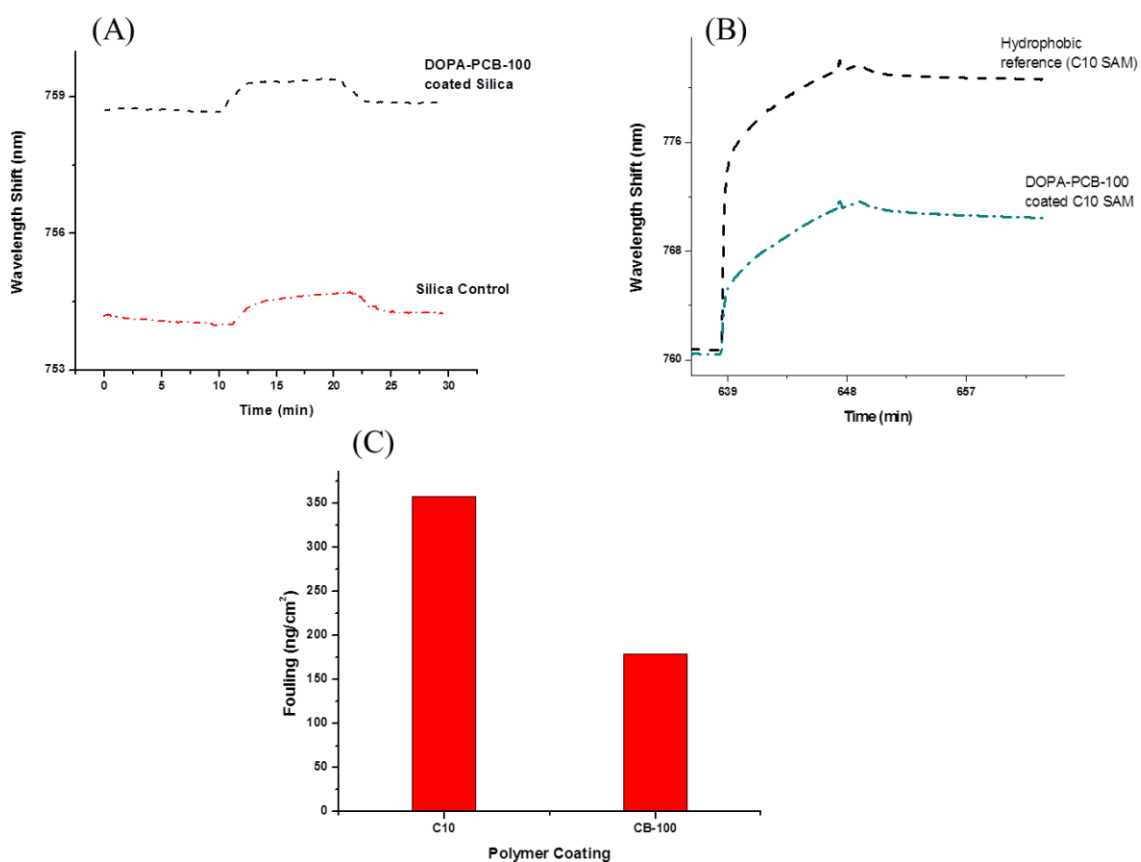 (A)
DOPA-PCB-100
coated Silica
Silica Control
759
756
753
Wavelength Shift (nm)
0 5 10 15 20 25 30
Time (min)
(B)
Hydrophobic
reference (C10 SAM)
DOPA-PCB-100
coated C10 SAM
776
768
760
Wavelength Shift (nm)
639 648 657
Time (min)
(C)
350
300
250
200
150
100
50
0
Fouling (ng/cm²)
C10 CB-100
Polymer Coating